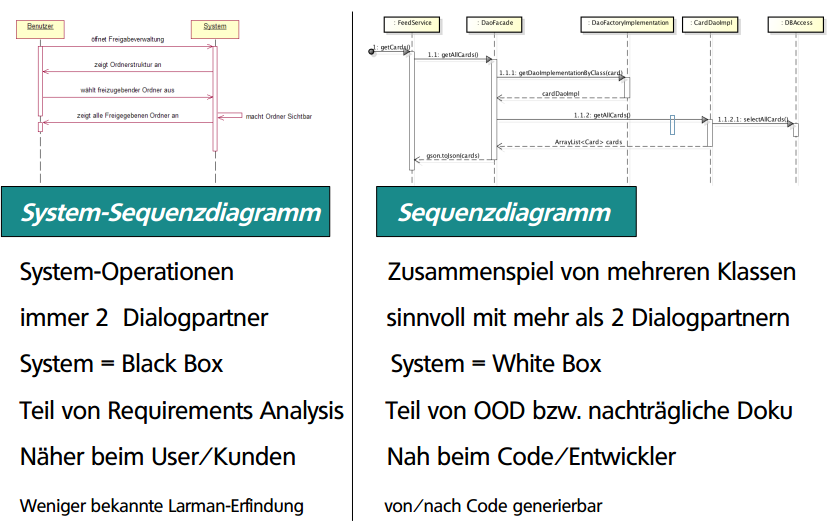 Benutzer
System
öffnet Freigabeverwaltung
zeigt Ordnerstruktur an
wählt freizugebender Ordner aus
zeigt alle Freigegebenen Ordner an
macht Ordner Sichtbar
: FeedService
: DaoFacade
: DaoFactoryImplementation
: CardDaoImpl
: DBAccess
1: getCards()
1.1: getAllCards()
1.1.1: getDaoImplementationByClass(card)
cardDaoImpl
1.1.2: getAllCards()
1.1.2.1: selectAllCards()
ArrayList<Card> cards
gson.toJson(cards)
System-Sequenzdiagramm
System-Operationen
immer 2 Dialogpartner
System = Black Box
Teil von Requirements Analysis
Näher beim User/Kunden
Weniger bekannte Larman-Erfindung
Sequenzdiagramm
Zusammenspiel von mehreren Klassen
sinnvoll mit mehr als 2 Dialogpartnern
System = White Box
Teil von OOD bzw. nachträgliche Doku
Nah beim Code/Entwickler
von/nach Code generierbar